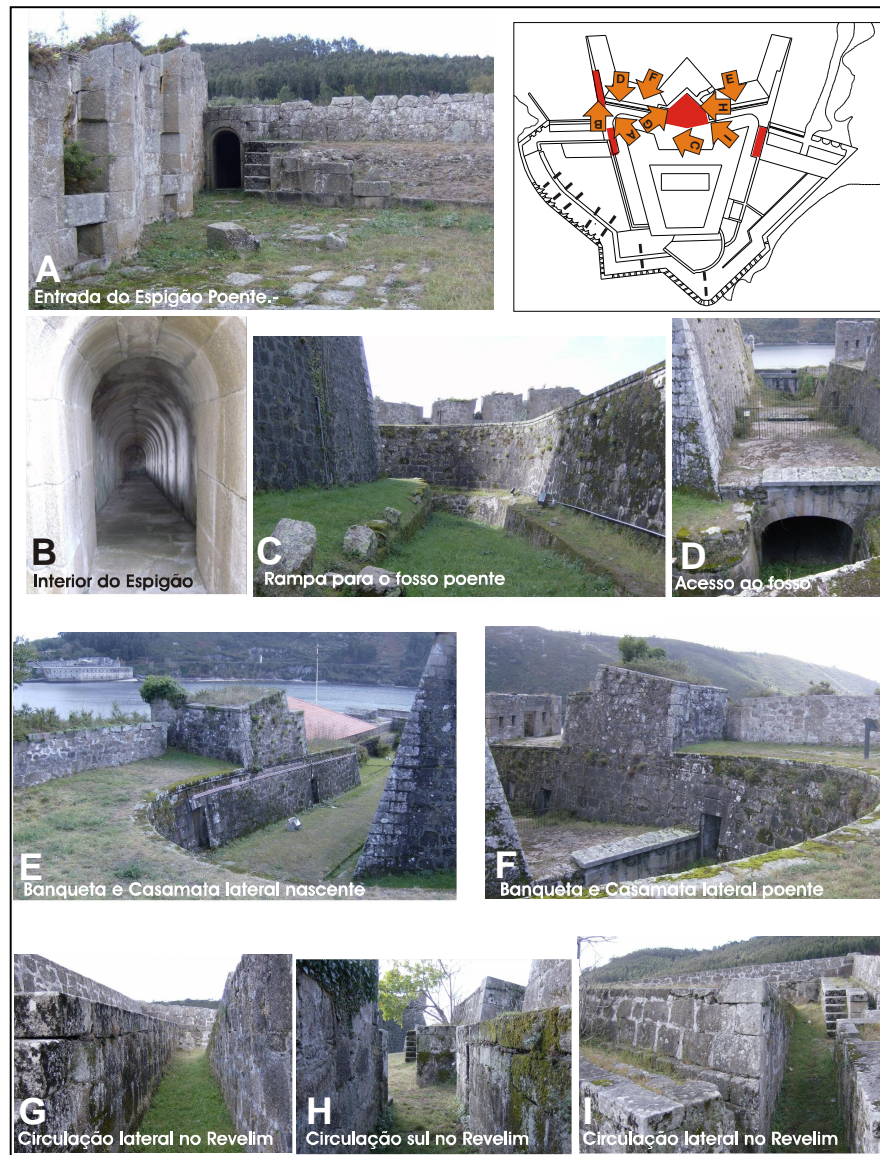 D
F
E
H
B
A
G
C
I
A
Entrada do Espigão Poente.-
B
Interior do Espigão
C
Rampa para o fosso poente
D
Acesso ao fosso
E
Banqueta e Casamata lateral nascente
F
Banqueta e Casamata lateral poente
G
Circulação lateral no Revelim
H
Circulação sul no Revelim
I
Circulação lateral no Revelim